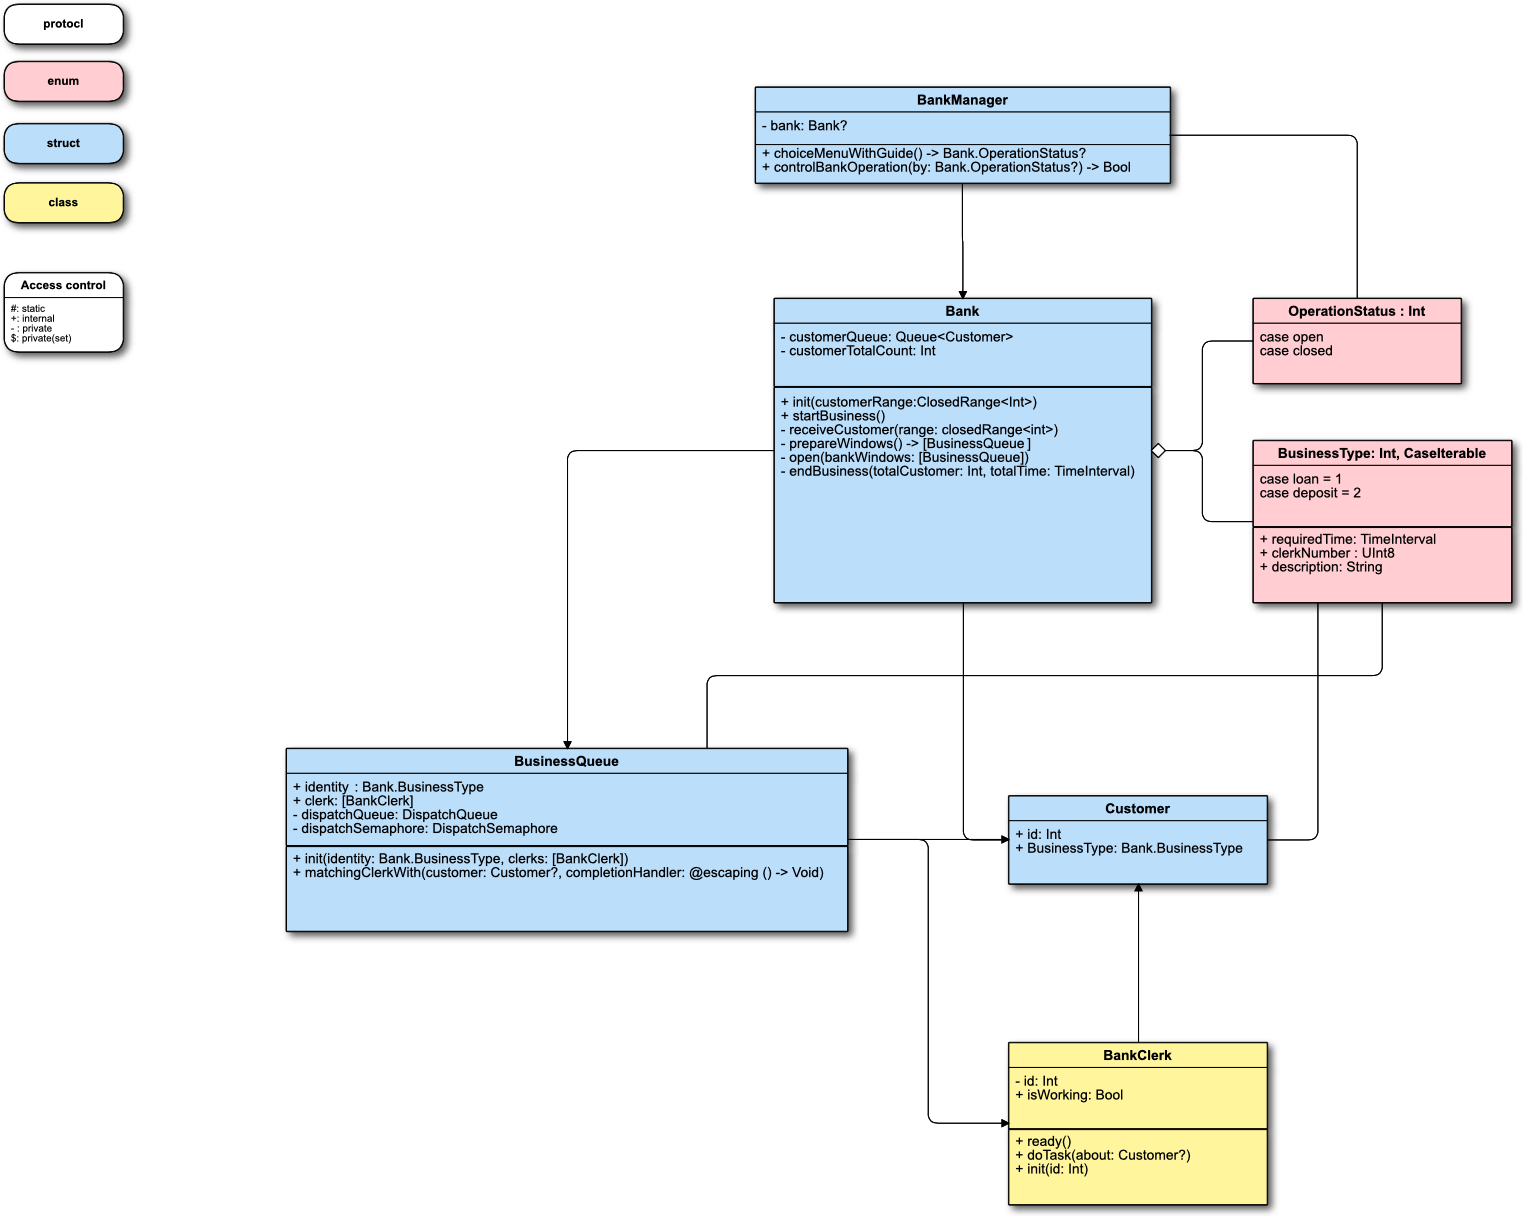 protocl
enum
struct
class
Access control
#: static
+: internal
- : private
$: private(set)
BankManager
- bank: Bank?
+ choiceMenuWithGuide() -> Bank.OperationStatus?
+ controlBankOperation(by: Bank.OperationStatus?) -> Bool
Bank
- customerQueue: Queue<Customer>
- customerTotalCount: Int
+ init(customerRange:ClosedRange<Int>)
+ startBusiness()
- receiveCustomer(range: closedRange<int>)
- prepareWindows() -> [BusinessQueue]
- open(bankWindows: [BusinessQueue])
- endBusiness(totalCustomer: Int, totalTime: TimeInterval)
OperationStatus : Int
case open
case closed
BusinessType: Int, CaseIterable
case loan = 1
case deposit = 2
+ requiredTime: TimeInterval
+ clerkNumber : UInt8
+ description: String
BusinessQueue
+ identity : Bank.BusinessType
+ clerk: [BankClerk]
- dispatchQueue: DispatchQueue
- dispatchSemaphore: DispatchSemaphore
+ init(identity: Bank.BusinessType, clerks: [BankClerk])
+ matchingClerkWith(customer: Customer?, completionHandler: @escaping () -> Void)
Customer
+ id: Int
+ BusinessType: Bank.BusinessType
BankClerk
- id: Int
+ isWorking: Bool
+ ready()
+ doTask(about: Customer?)
+ init(id: Int)